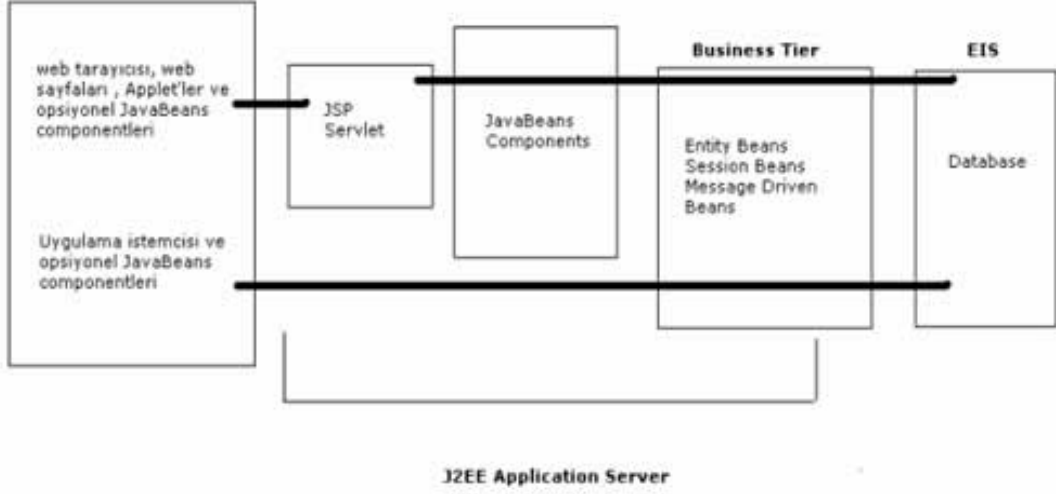 web tarayıcısı, web
sayfaları , Applet'ler ve
opsiyonel JavaBeans
componentleri
Uygulama istemcisi ve
opsiyonel JavaBeans
componentleri
JSP
Servlet
JavaBeans
Components
Business Tier
Entity Beans
Session Beans
Message Driven
Beans
EIS
Database
J2EE Application Server